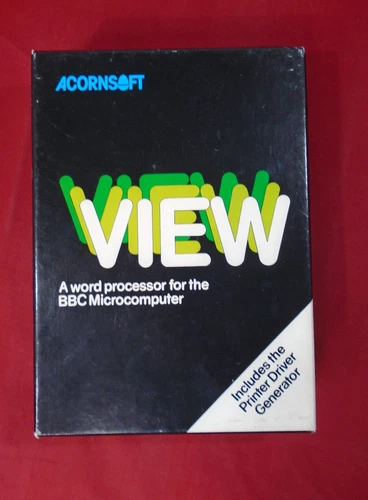 ACORNSOFT
VIEW
A word processor for the
BBC Microcomputer
Includes the
Printer Driver
Generator